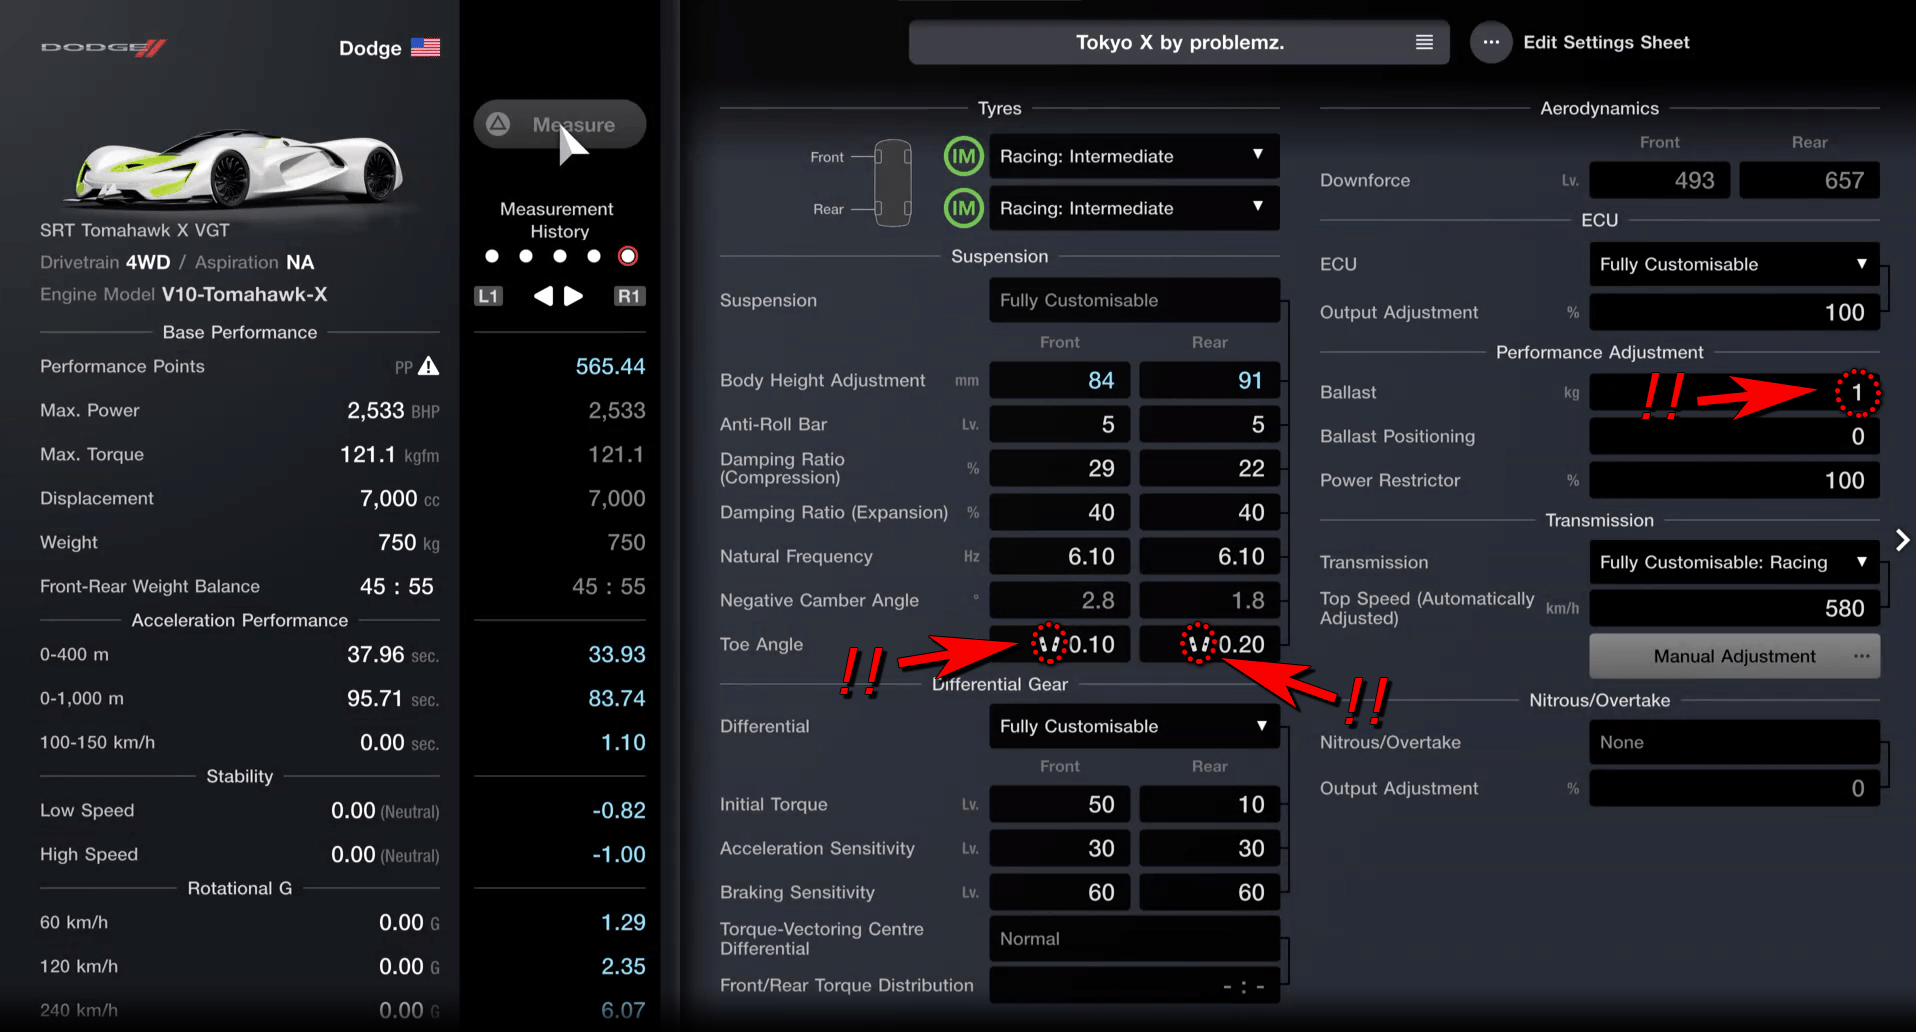 DODGE
Dodge
SRT Tomahawk X VGT
Drivetrain 4WD / Aspiration NA
Engine Model V10-Tomahawk-X
Base Performance
Performance Points PP
Max. Power 2,533 BHP
Max. Torque 121.1 kgfm
Displacement 7,000 cc
Weight 750 kg
Front-Rear Weight Balance 45 : 55
Acceleration Performance
0-400 m 37.96 sec.
0-1,000 m 95.71 sec.
100-150 km/h 0.00 sec.
Stability
Low Speed 0.00 (Neutral)
High Speed 0.00 (Neutral)
Rotational G
60 km/h 0.00 G
120 km/h 0.00 G
240 km/h 0.00 G
Measure
Measurement
History
L1 R1
565.44
2,533
121.1
7,000
750
45 : 55
33.93
83.74
1.10
-0.82
-1.00
1.29
2.35
6.07
Tokyo X by problemz.
Edit Settings Sheet
Tyres
Front IM Racing: Intermediate
Rear IM Racing: Intermediate
Suspension
Suspension Fully Customisable
Front Rear
Body Height Adjustment mm 84 91
Anti-Roll Bar Lv. 5 5
Damping Ratio
(Compression) % 29 22
Damping Ratio (Expansion) % 40 40
Natural Frequency Hz 6.10 6.10
Negative Camber Angle ° 2.8 1.8
Toe Angle 0.10 0.20
!! !!
Differential Gear
Differential Fully Customisable
Front Rear
Initial Torque Lv. 50 10
Acceleration Sensitivity Lv. 30 30
Braking Sensitivity Lv. 60 60
Torque-Vectoring Centre
Differential Normal
Front/Rear Torque Distribution - : -
Aerodynamics
Front Rear
Downforce Lv. 493 657
ECU
ECU Fully Customisable
Output Adjustment % 100
Performance Adjustment
Ballast kg !! 1
Ballast Positioning 0
Power Restrictor % 100
Transmission
Transmission Fully Customisable: Racing
Top Speed (Automatically
Adjusted) km/h 580
Manual Adjustment
Nitrous/Overtake
Nitrous/Overtake None
Output Adjustment % 0